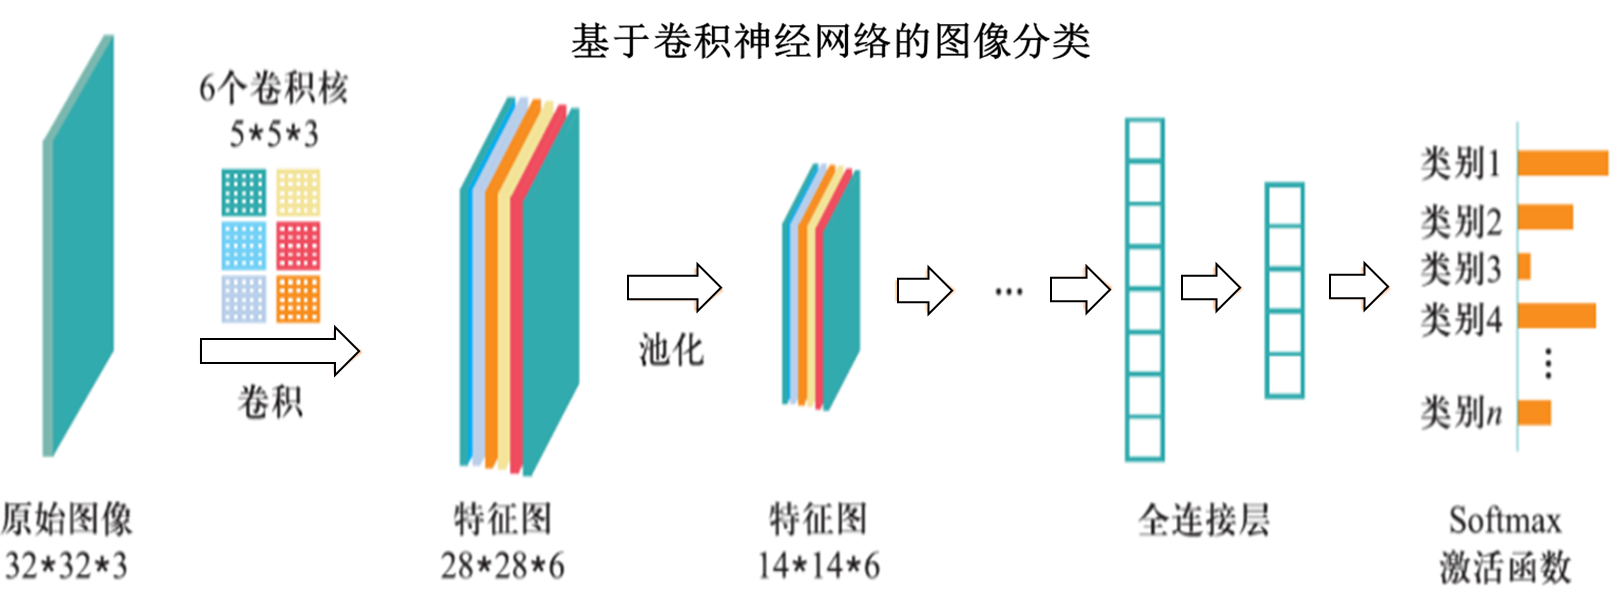 基于卷积神经网络的图像分类
6个卷积核
5*5*3
卷积
原始图像
32*32*3
特征图
28*28*6
池化
特征图
14*14*6
...
全连接层
类别1
类别2
类别3
类别4
⋮
类别n
Softmax
激活函数